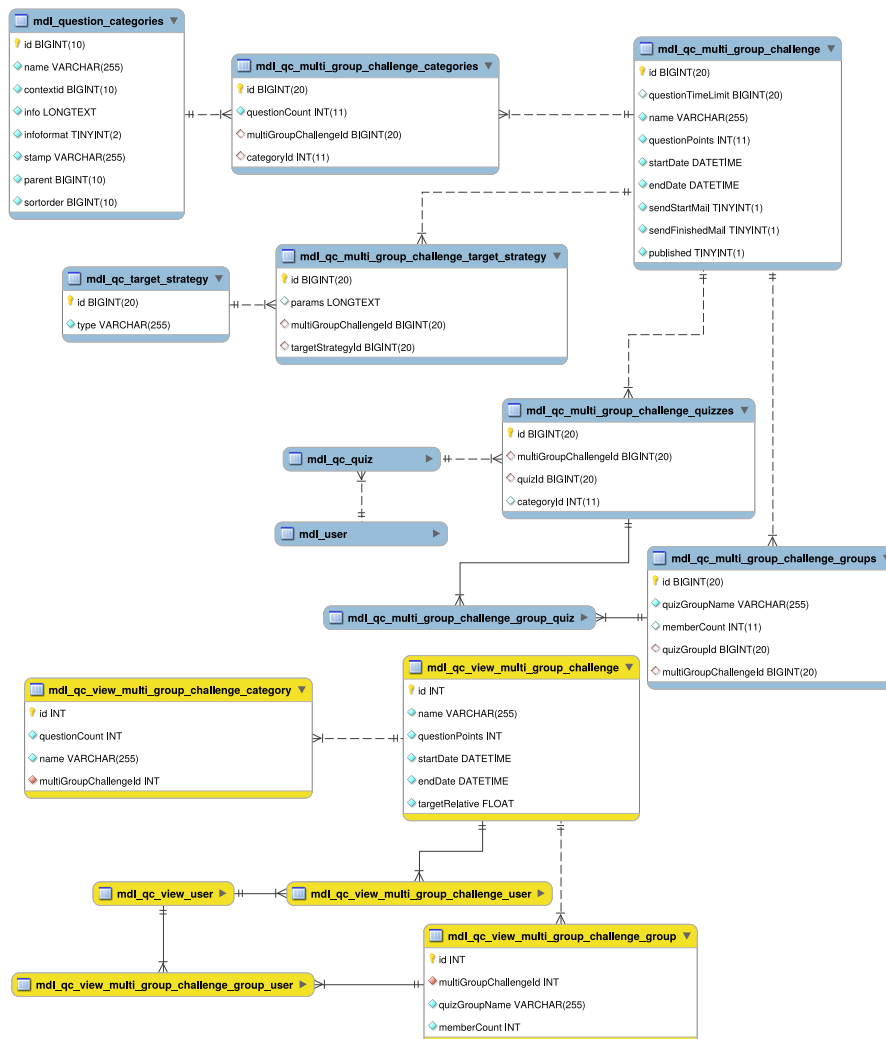 mdl_question_categories
id BIGINT(10)
name VARCHAR(255)
contextid BIGINT(10)
info LONGTEXT
infoformat TINYINT(2)
stamp VARCHAR(255)
parent BIGINT(10)
sortorder BIGINT(10)
mdl_qc_multi_group_challenge_categories
id BIGINT(20)
questionCount INT(11)
multiGroupChallengeId BIGINT(20)
categoryId INT(11)
mdl_qc_multi_group_challenge
id BIGINT(20)
questionTimeLimit BIGINT(20)
name VARCHAR(255)
questionPoints INT(11)
startDate DATETIME
endDate DATETIME
sendStartMail TINYINT(1)
sendFinishedMail TINYINT(1)
published TINYINT(1)
mdl_qc_multi_group_challenge_target_strategy
id BIGINT(20)
params LONGTEXT
multiGroupChallengeId BIGINT(20)
targetStrategyId BIGINT(20)
mdl_qc_target_strategy
id BIGINT(20)
type VARCHAR(255)
mdl_qc_multi_group_challenge_quizzes
id BIGINT(20)
multiGroupChallengeId BIGINT(20)
quizId BIGINT(20)
categoryId INT(11)
mdl_qc_quiz
mdl_user
mdl_qc_multi_group_challenge_groups
id BIGINT(20)
quizGroupName VARCHAR(255)
memberCount INT(11)
quizGroupId BIGINT(20)
multiGroupChallengeId BIGINT(20)
mdl_qc_multi_group_challenge_group_quiz
mdl_qc_view_multi_group_challenge
id INT
name VARCHAR(255)
questionPoints INT
startDate DATETIME
endDate DATETIME
targetRelative FLOAT
mdl_qc_view_multi_group_challenge_category
id INT
questionCount INT
name VARCHAR(255)
multiGroupChallengeId INT
mdl_qc_view_user
mdl_qc_view_multi_group_challenge_user
mdl_qc_view_multi_group_challenge_group
id INT
multiGroupChallengeId INT
quizGroupName VARCHAR(255)
memberCount INT
mdl_qc_view_multi_group_challenge_group_user